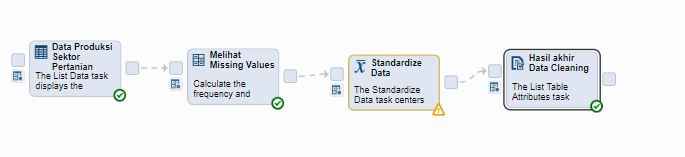 Data Produksi
Sektor
Pertanian
The List Data task
displays the
Melihat
Missing Values
Calculate the
frequency and
Standardize
Data
The Standardize
Data task centers
Hasil akhir
Data Cleaning
The List Table
Attributes task